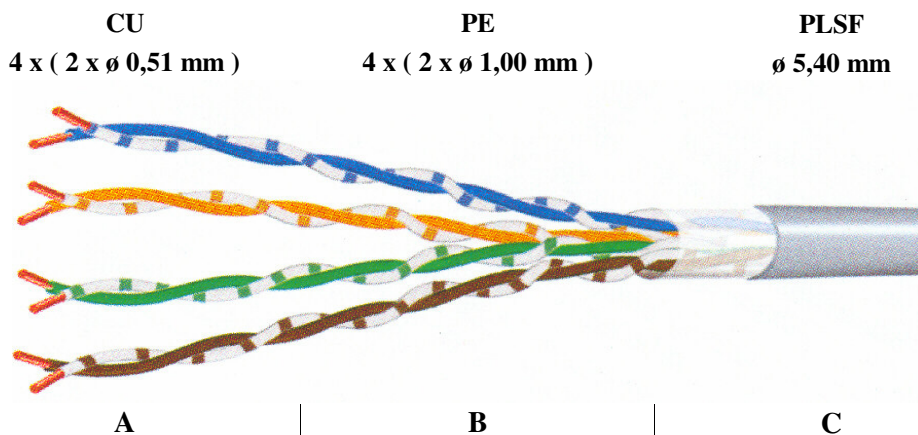 CU PE PLSF
4 x ( 2 x ø 0,51 mm ) 4 x ( 2 x ø 1,00 mm ) ø 5,40 mm
A B C